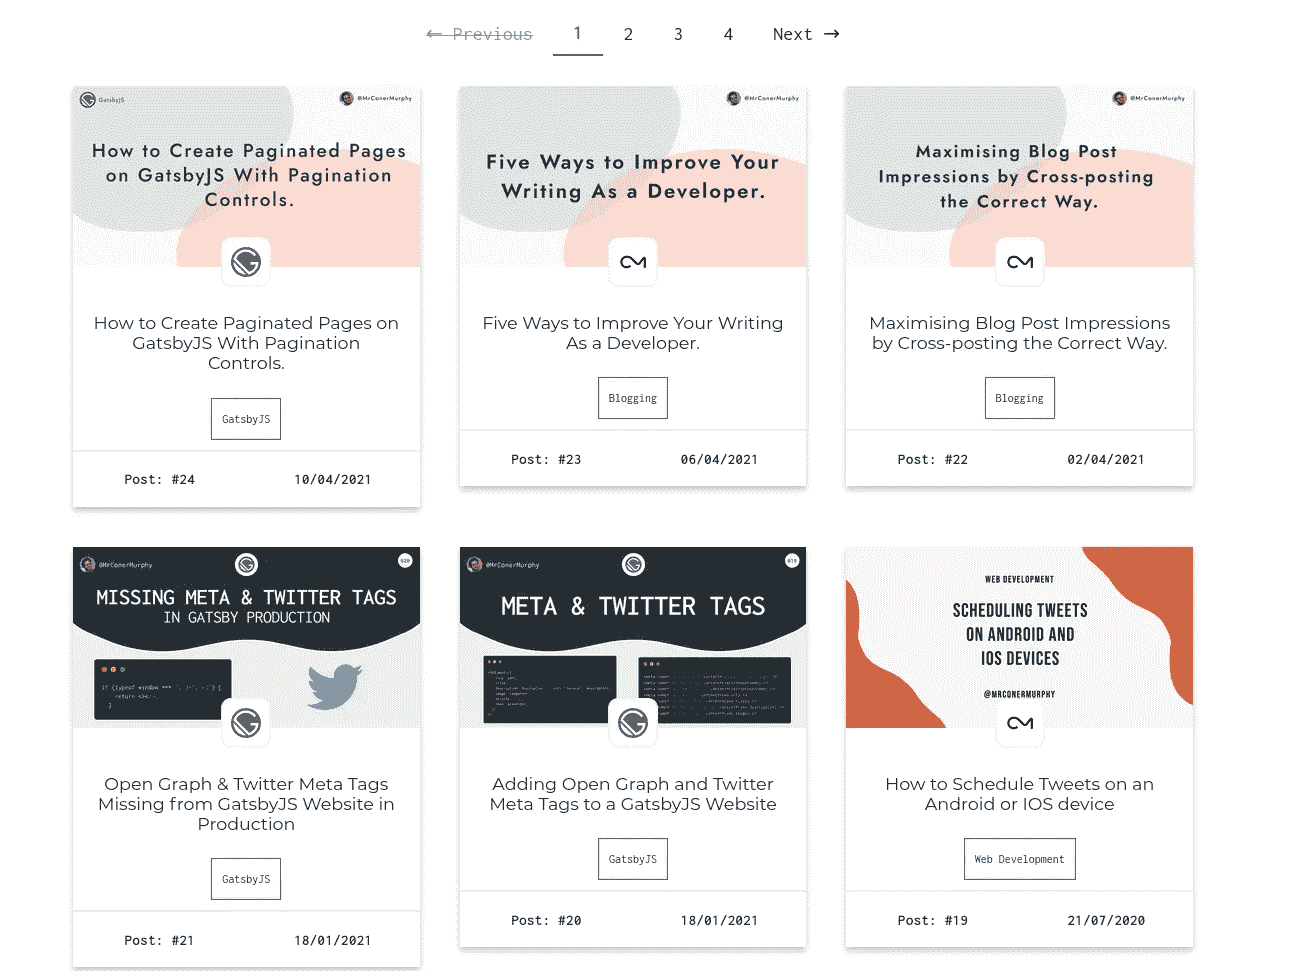 ← Previous 1 2 3 4 Next →
GatsbyJS @MrConerMurphy
How to Create Paginated Pages
on GatsbyJS With Pagination
Controls.
How to Create Paginated Pages on
GatsbyJS With Pagination
Controls.
GatsbyJS
Post: #24 10/04/2021
@MrConerMurphy
Five Ways to Improve Your
Writing As a Developer.
Five Ways to Improve Your Writing
As a Developer.
Blogging
Post: #23 06/04/2021
@MrConerMurphy
Maximising Blog Post
Impressions by Cross-posting
the Correct Way.
Maximising Blog Post Impressions
by Cross-posting the Correct Way.
Blogging
Post: #22 02/04/2021
@MrConerMurphy
MISSING META & TWITTER TAGS
IN GATSBY PRODUCTION
Open Graph & Twitter Meta Tags
Missing from GatsbyJS Website in
Production
GatsbyJS
Post: #21 18/01/2021
@MrConerMurphy
META & TWITTER TAGS
Adding Open Graph and Twitter
Meta Tags to a GatsbyJS Website
GatsbyJS
Post: #20 18/01/2021
WEB DEVELOPMENT
SCHEDULING TWEETS
ON ANDROID AND
IOS DEVICES
@MRCONERMURPHY
How to Schedule Tweets on an
Android or IOS device
Web Development
Post: #19 21/07/2020